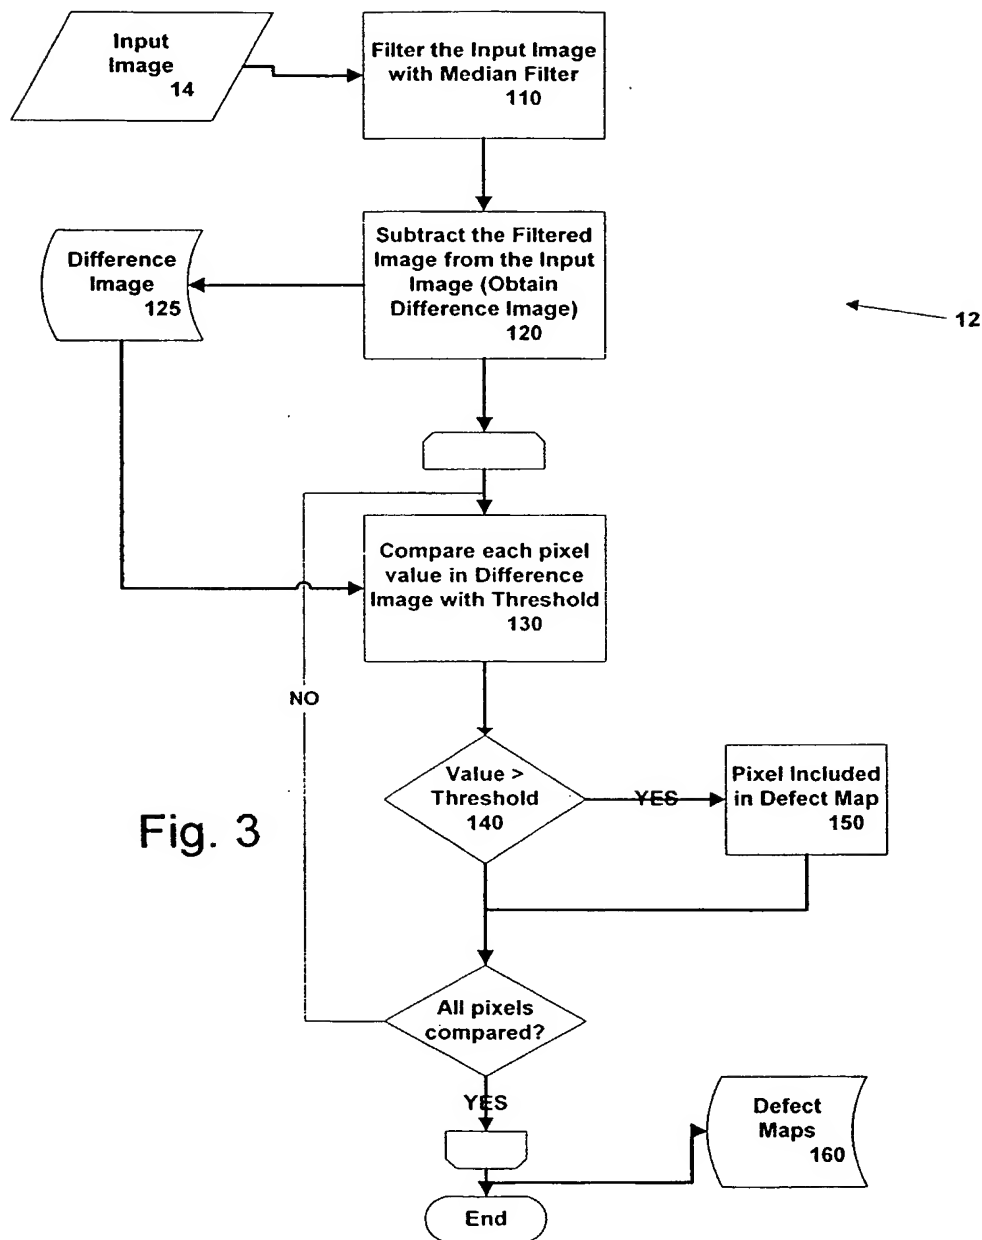 Input
Image
14
Filter the Input Image
with Median Filter
110
Subtract the Filtered
Image from the Input
Image (Obtain
Difference Image)
120
Difference
Image
125
12
Compare each pixel
value in Difference
Image with Threshold
130
NO
Value >
Threshold
140
YES
Pixel Included
in Defect Map
150
Fig. 3
All pixels
compared?
YES
Defect
Maps
160
End